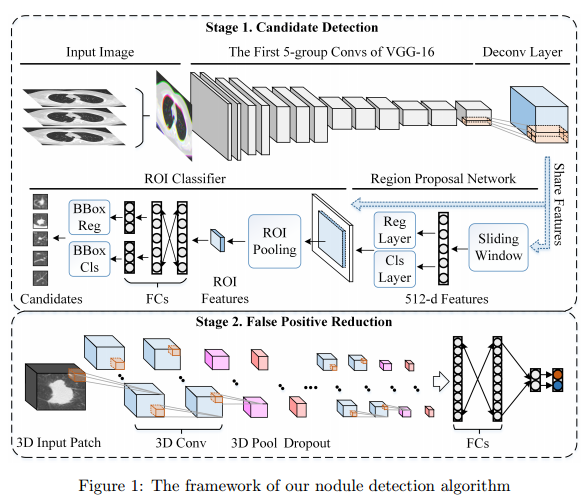 Stage 1. Candidate Detection
Input Image
The First 5-group Convs of VGG-16
Deconv Layer
Share Features
ROI Classifier
Region Proposal Network
BBox
Reg
BBox
Cls
ROI
Pooling
Reg
Layer
Cls
Layer
Sliding
Window
Candidates
FCs
ROI
Features
512-d Features
Stage 2. False Positive Reduction
3D Input Patch
3D Conv
3D Pool
Dropout
FCs
Figure 1: The framework of our nodule detection algorithm